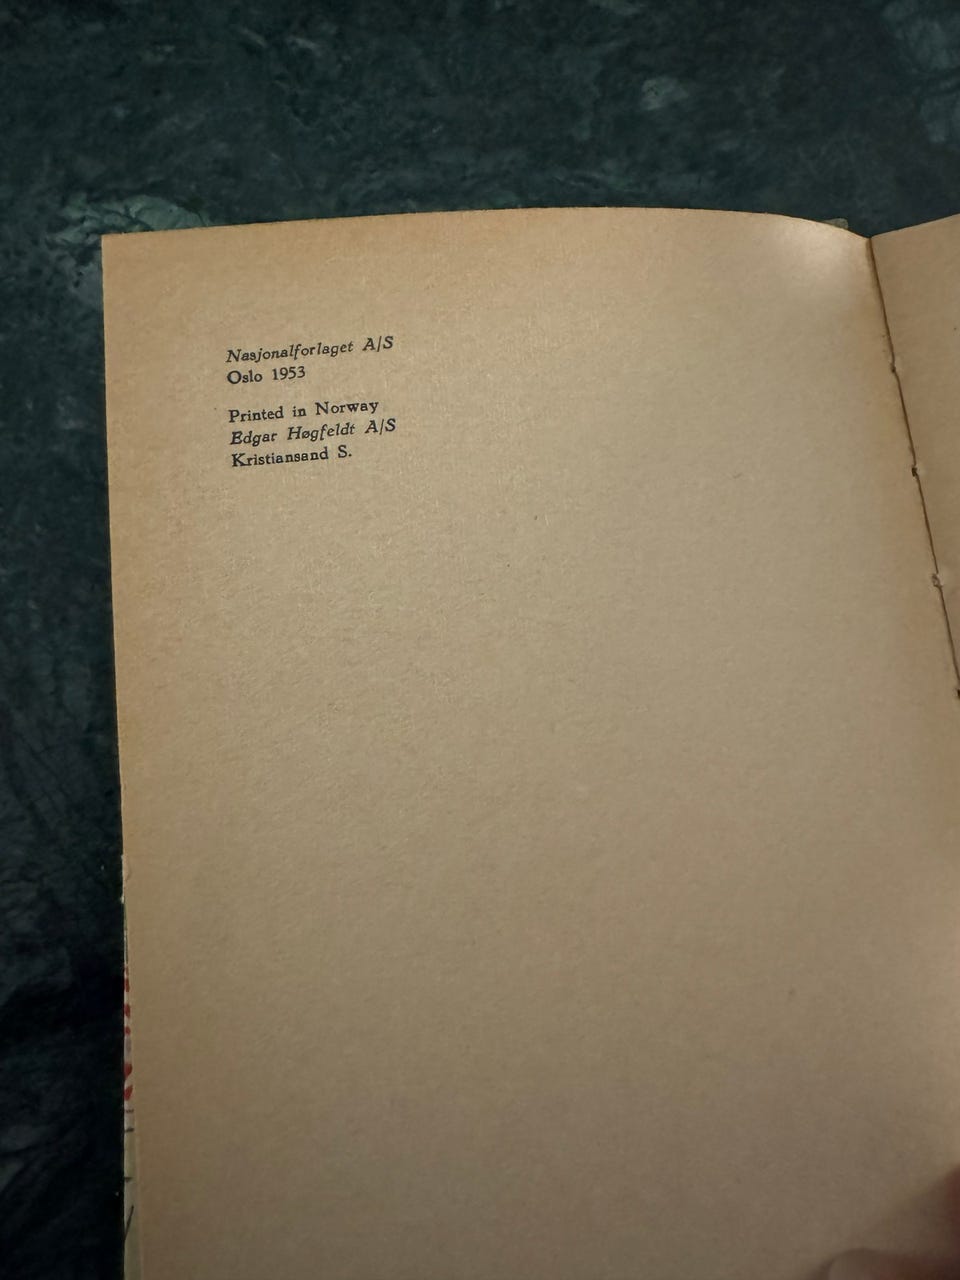 Nasjonalforlaget A/S
Oslo 1953
Printed in Norway
Edgar Høgfeldt A/S
Kristiansand S.